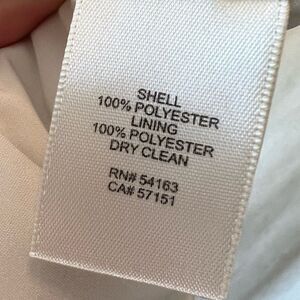 SHELL
100% POLYESTER
LINING
100% POLYESTER
DRY CLEAN
RN# 54163
CA# 57151